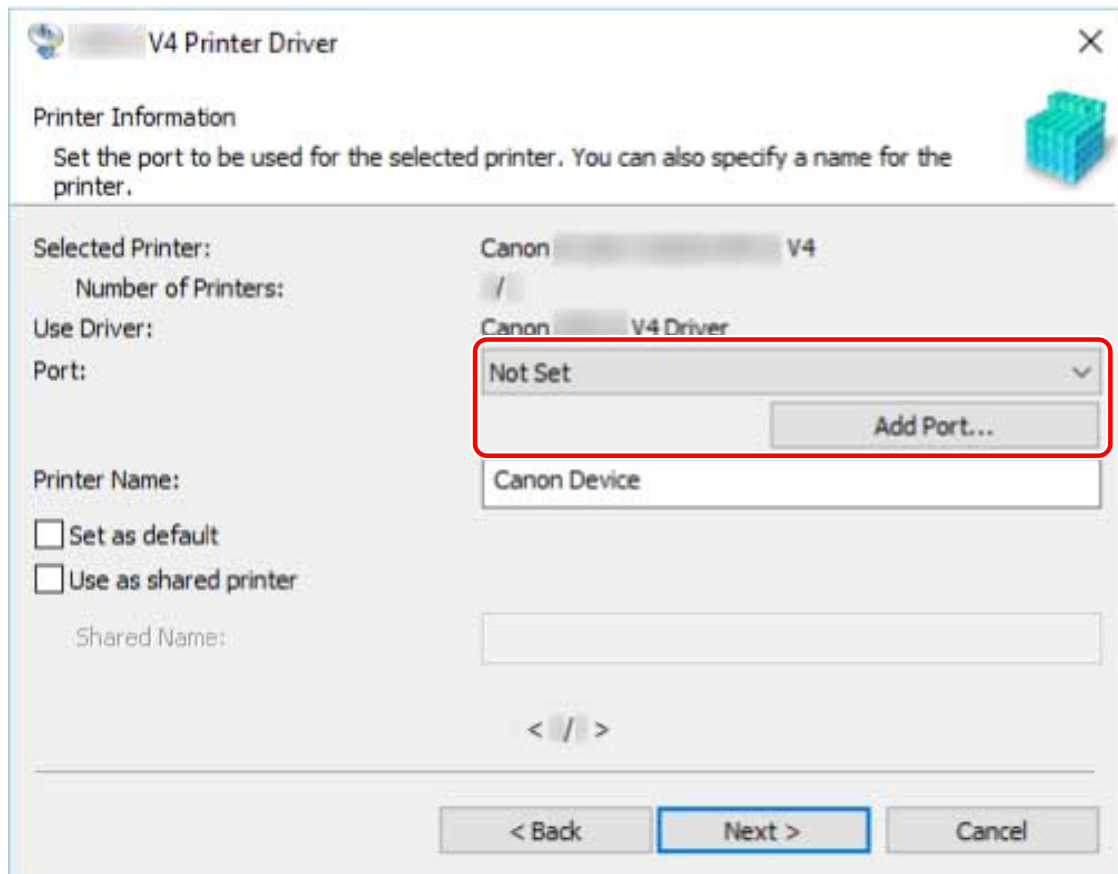 V4 Printer Driver
Printer Information
Set the port to be used for the selected printer. You can also specify a name for the
printer.
Selected Printer: Canon V4
Number of Printers: /
Use Driver: Canon V4 Driver
Port: Not Set
Add Port...
Printer Name: Canon Device
Set as default
Use as shared printer
Shared Name:
< / >
< Back Next > Cancel